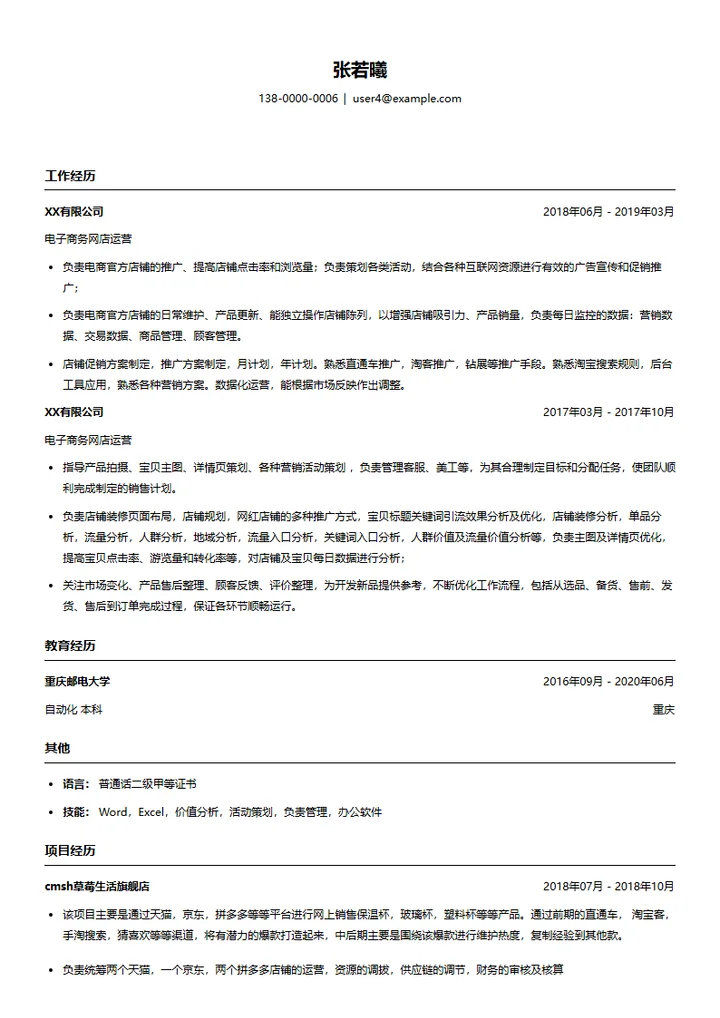 张若曦
138-0000-0006 | user4@example.com
工作经历
XX有限公司 2018年06月 - 2019年03月
电子商务网店运营
• 负责电商官方店铺的推广、提高店铺点击率和浏览量；负责策划各类活动，结合各种互联网资源进行有效的广告宣传和促销推
广；
• 负责电商官方店铺的日常维护、产品更新、能独立操作店铺陈列，以增强店铺吸引力、产品销量，负责每日监控的数据：营销数
据、交易数据、商品管理、顾客管理。
• 店铺促销方案制定，推广方案制定，月计划，年计划。熟悉直通车推广，淘客推广，钻展等推广手段。熟悉淘宝搜索规则，后台
工具应用，熟悉各种营销方案。数据化运营，能根据市场反映作出调整。
XX有限公司 2017年03月 - 2017年10月
电子商务网店运营
• 指导产品拍摄、宝贝主图、详情页策划、各种营销活动策划 ，负责管理客服、美工等，为其合理制定目标和分配任务，使团队顺
利完成制定的销售计划。
• 负责店铺装修页面布局，店铺规划，网红店铺的多种推广方式，宝贝标题关键词引流效果分析及优化，店铺装修分析，单品分
析，流量分析，人群分析，地域分析，流量入口分析，关键词入口分析，人群价值及流量价值分析等，负责主图及详情页优化，
提高宝贝点击率、游览量和转化率等，对店铺及宝贝每日数据进行分析；
• 关注市场变化、产品售后整理、顾客反馈、评价整理，为开发新品提供参考，不断优化工作流程，包括从选品、备货、售前、发
货、售后到订单完成过程，保证各环节顺畅运行。
教育经历
重庆邮电大学 2016年09月 - 2020年06月
自动化 本科 重庆
其他
• 语言： 普通话二级甲等证书
• 技能： Word，Excel，价值分析，活动策划，负责管理，办公软件
项目经历
cmsh草莓生活旗舰店 2018年07月 - 2018年10月
• 该项目主要是通过天猫，京东，拼多多等等平台进行网上销售保温杯，玻璃杯，塑料杯等等产品。通过前期的直通车， 淘宝客，
手淘搜索，猜喜欢等等渠道，将有潜力的爆款打造起来，中后期主要是围绕该爆款进行维护热度，复制经验到其他款。
• 负责统筹两个天猫，一个京东，两个拼多多店铺的运营，资源的调拔，供应链的调节，财务的审核及核算